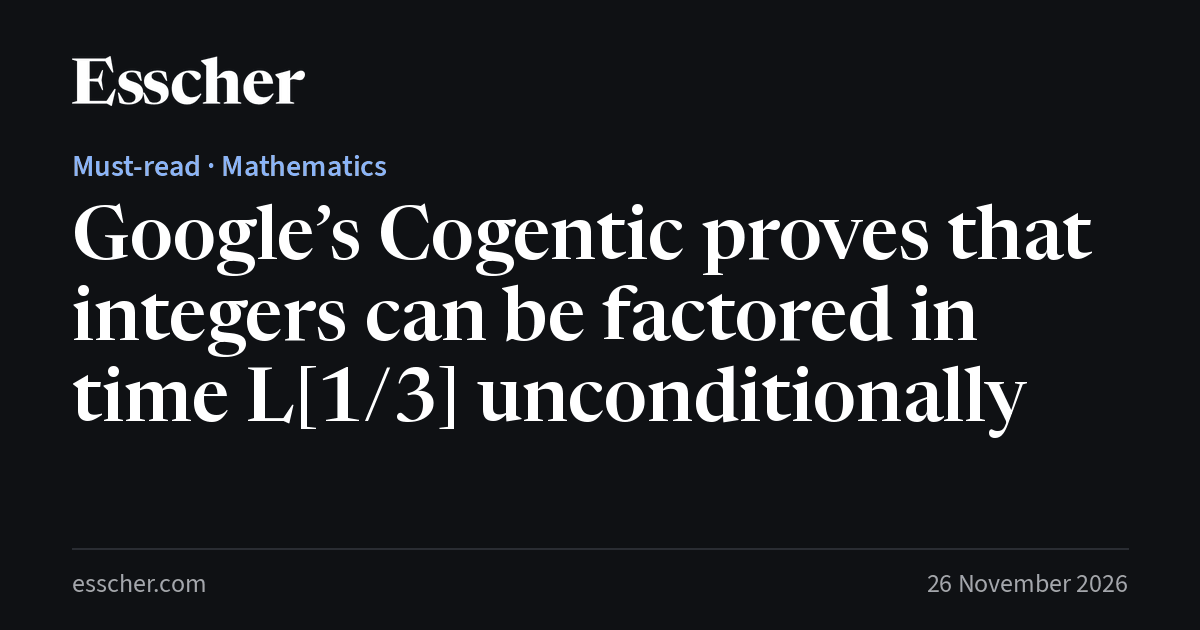 Esscher
Must-read · Mathematics
Google’s Cogentic proves that
integers can be factored in
time L[1/3] unconditionally
esscher.com
26 November 2026